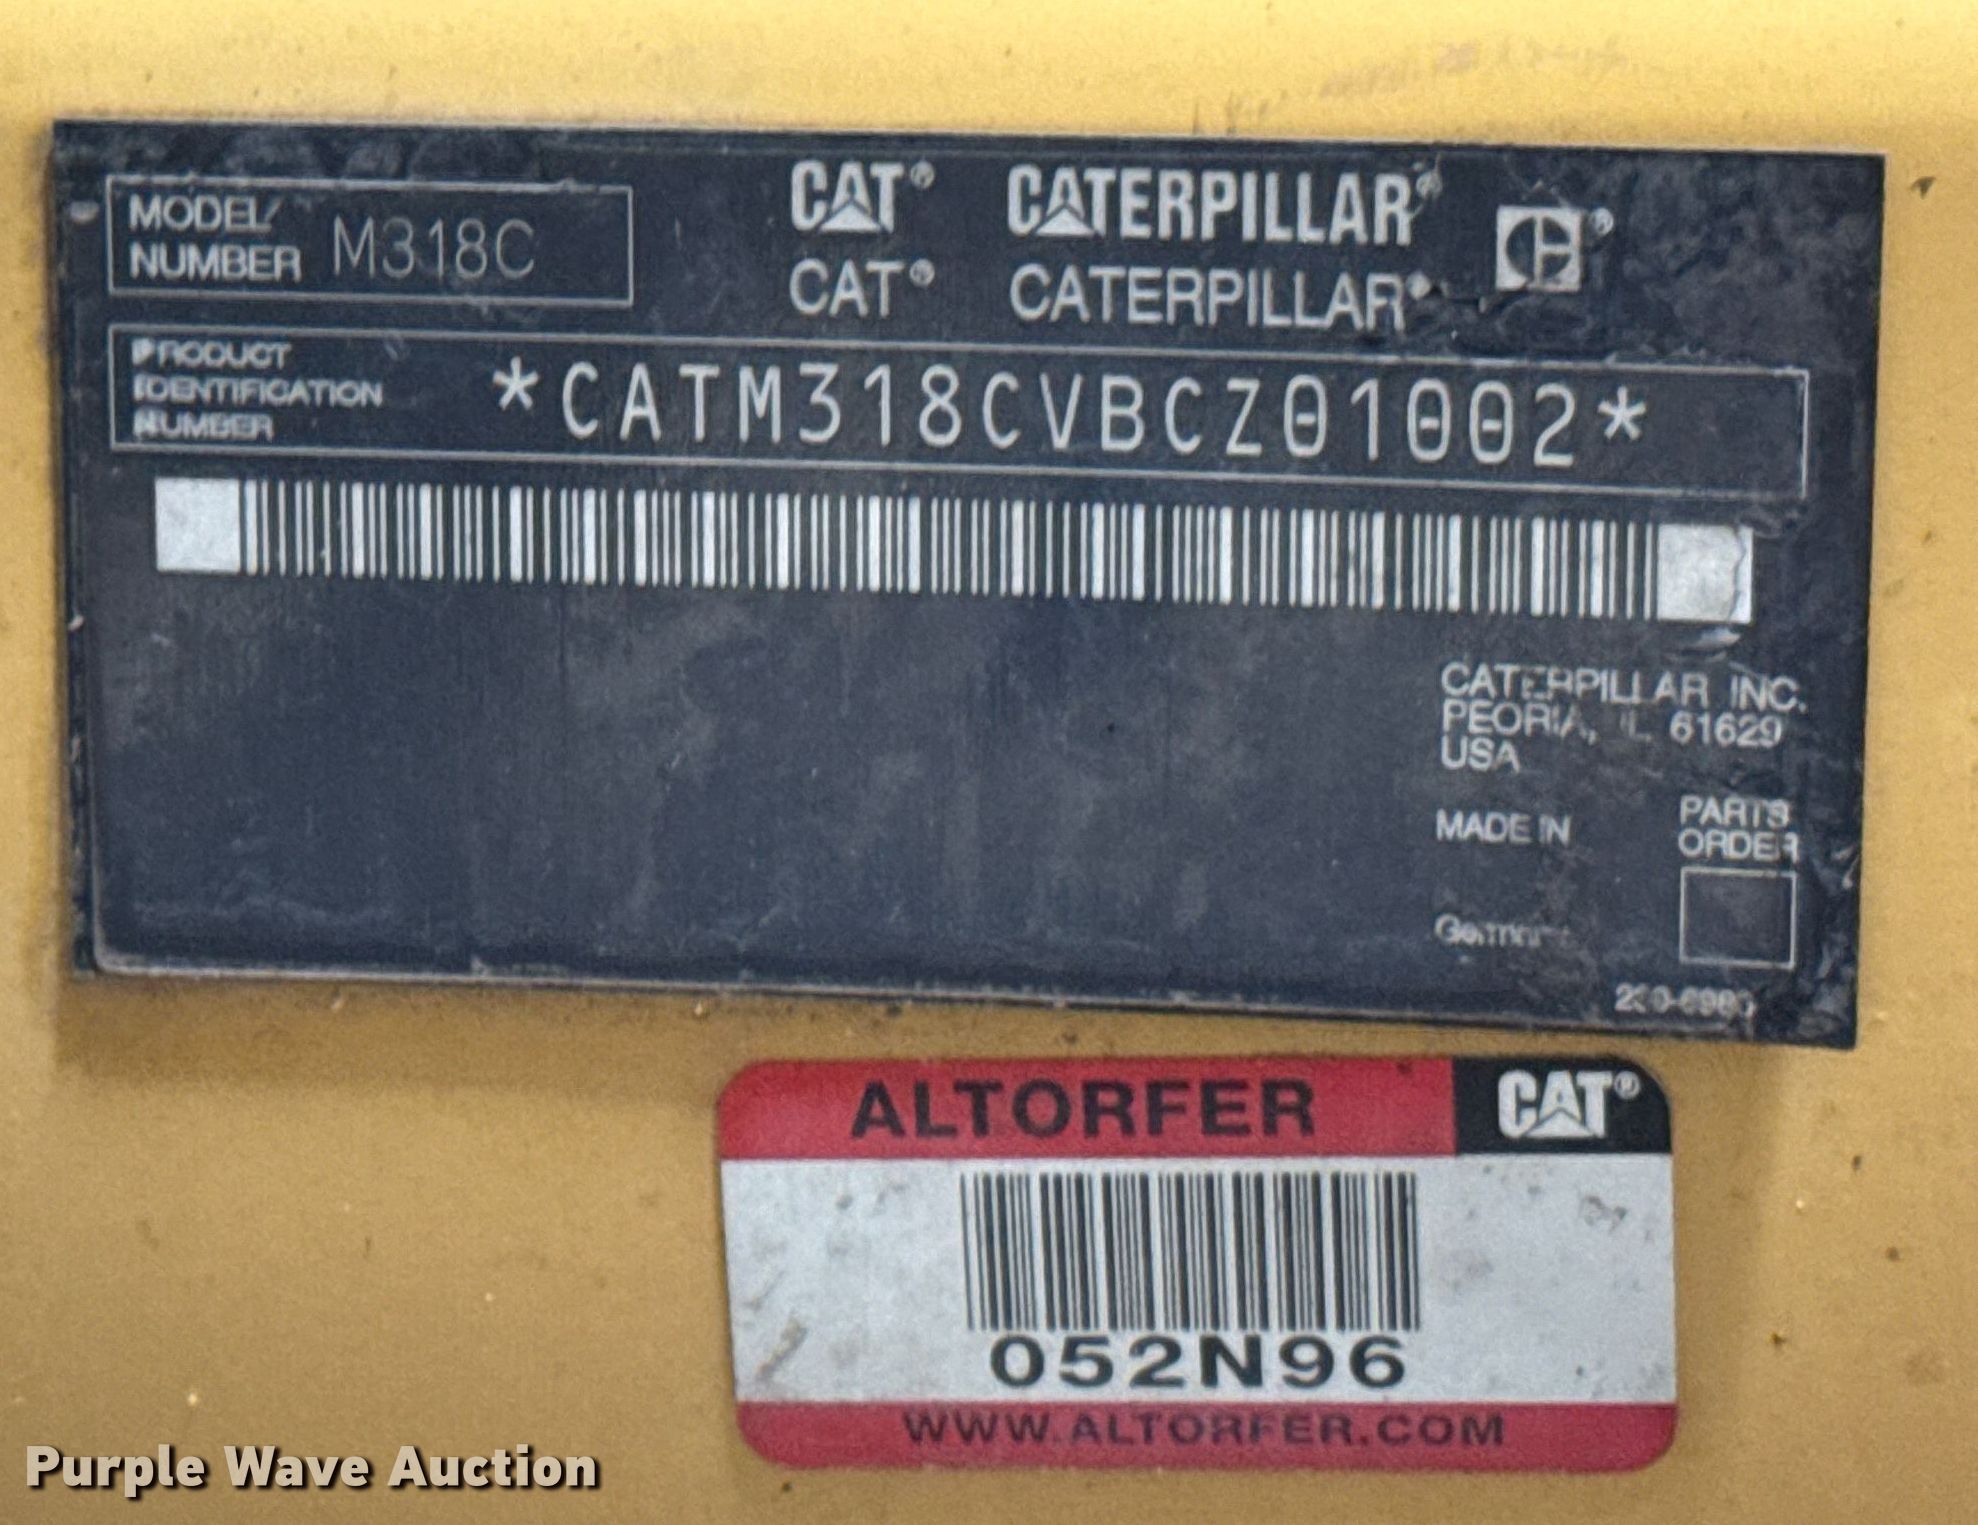 MODEL/
NUMBER M318C
CAT® CATERPILLAR®
CAT® CATERPILLAR®
PRODUCT
IDENTIFICATION
NUMBER
*CATM318CVBCZ01002*
CATERPILLAR INC.
PEORIA, IL 61629
USA
MADE IN
Germany
PARTS
ORDER
ALTORFER
CAT®
052N96
WWW.ALTORFER.COM
Purple Wave Auction